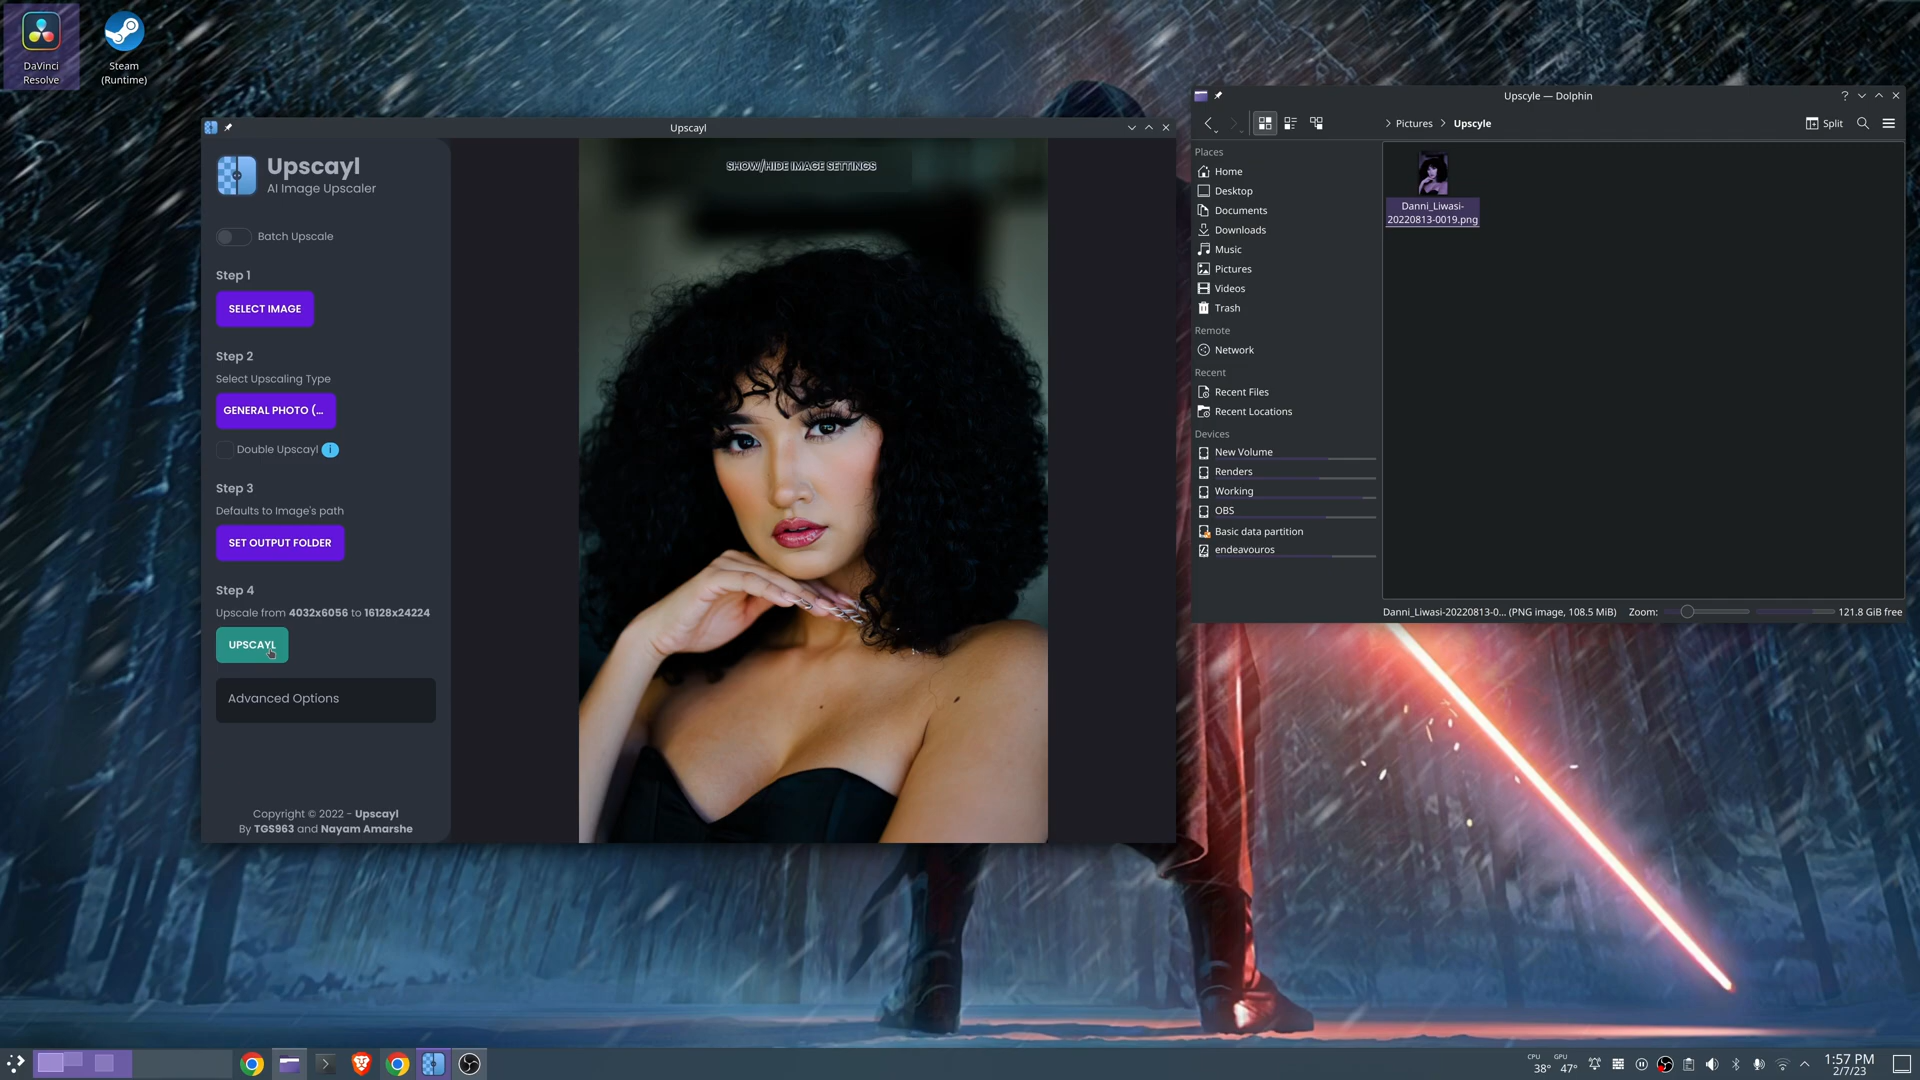 DaVinci
Resolve
Steam
(Runtime)
Upscayl
Upscayl
AI Image Upscaler
Batch Upscale
Step 1
SELECT IMAGE
Step 2
Select Upscaling Type
GENERAL PHOTO (...
Double Upscayl i
Step 3
Defaults to Image's path
SET OUTPUT FOLDER
Step 4
Upscale from 4032x6056 to 16128x24224
UPSCAYL
Advanced Options
Copyright © 2022 - Upscayl
By TGS963 and Nayam Amarshe
SHOW/HIDE IMAGE SETTINGS
Upscyle — Dolphin
Pictures > Upscyle
Split
Places
Home
Desktop
Documents
Downloads
Music
Pictures
Videos
Trash
Remote
Network
Recent
Recent Files
Recent Locations
Devices
New Volume
Renders
Working
OBS
Basic data partition
endeavouros
Danni_Liwasi-
20220813-0019.png
Danni_Liwasi-20220813-0... (PNG image, 108.5 MiB)
Zoom:
121.8 GiB free
CPU
38°
GPU
47°
1:57 PM
2/7/23